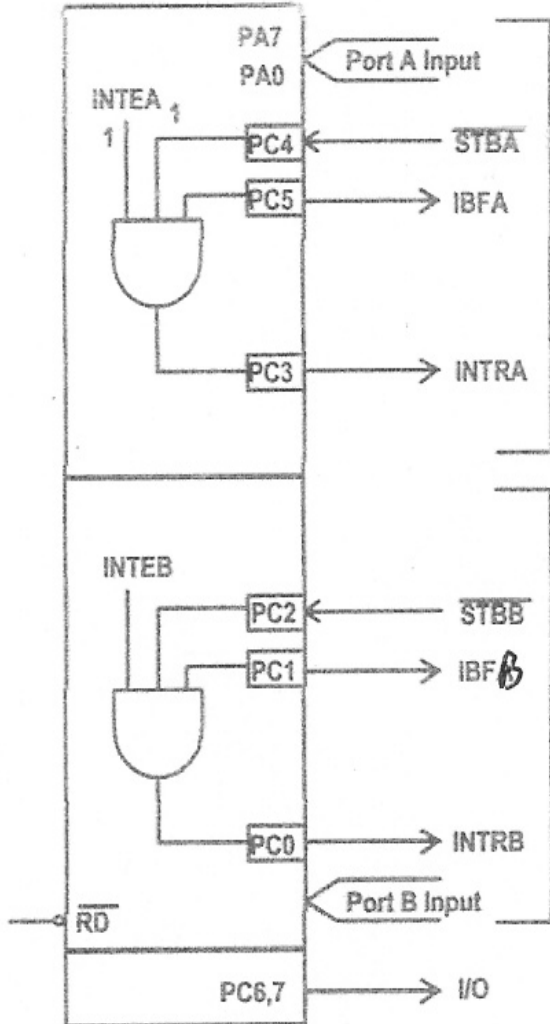 PA7
Port A Input
PA0
INTEA 1
1
PC4 STBA
PC5 IBFA
PC3 INTRA
INTEB
PC2 STBB
PC1 IBFB
PC0 INTRB
Port B Input
RD
PC6,7 I/O